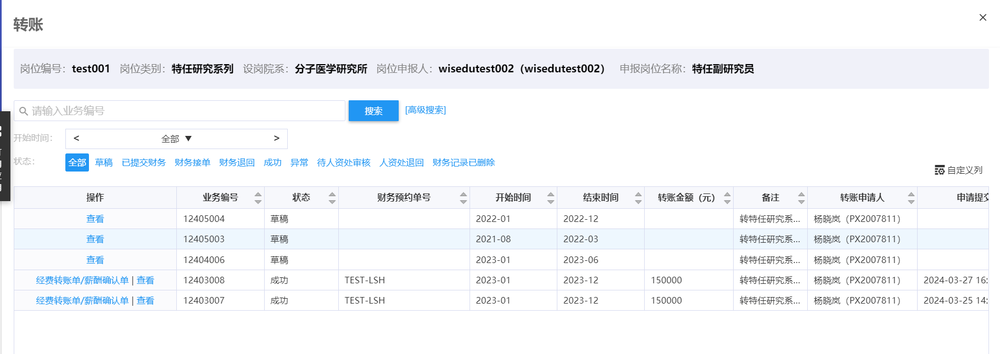 转账
岗位编号： test001 岗位类别： 特任研究系列 设岗院系： 分子医学研究所 岗位申报人： wisedutest002（wisedutest002） 申报岗位名称： 特任副研究员
请输入业务编号 搜索 [高级搜索]
开始时间： < 全部 ▼ >
状态： 全部 草稿 已提交财务 财务接单 财务退回 成功 异常 待人资处审核 人资处退回 财务记录已删除
自定义列
操作 业务编号 状态 财务预约单号 开始时间 结束时间 转账金额（元） 备注 转账申请人 申请提交
查看 12405004 草稿 2022-01 2022-12 转特任研究系... 杨晓岚（PX2007811）
查看 12405003 草稿 2021-08 2022-03 转特任研究系... 杨晓岚（PX2007811）
查看 12404006 草稿 2023-01 2023-06 转特任研究系... 杨晓岚（PX2007811）
经费转账单/薪酬确认单 | 查看 12403008 成功 TEST-LSH 2023-01 2023-12 150000 转特任研究系... 杨晓岚（PX2007811） 2024-03-27 16:
经费转账单/薪酬确认单 | 查看 12403007 成功 TEST-LSH 2023-01 2023-12 150000 转特任研究系... 杨晓岚（PX2007811） 2024-03-25 14: